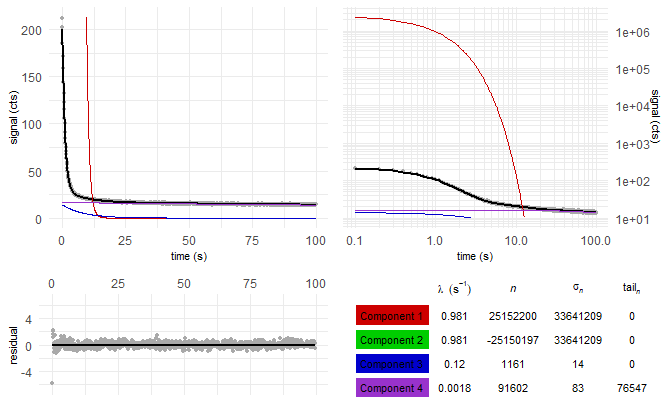 200
150
100
50
0
signal (cts)
0
25
50
75
100
time (s)
1e+06
1e+05
1e+04
1e+03
1e+02
1e+01
signal (cts)
0.1
1.0
10.0
100.0
time (s)
0
25
50
75
100
4
0
-4
residual
λ (s⁻¹) n σₙ tailₙ
Component 1 0.981 25152200 33641209 0
Component 2 0.981 -25150197 33641209 0
Component 3 0.12 1161 14 0
Component 4 0.0018 91602 83 76547